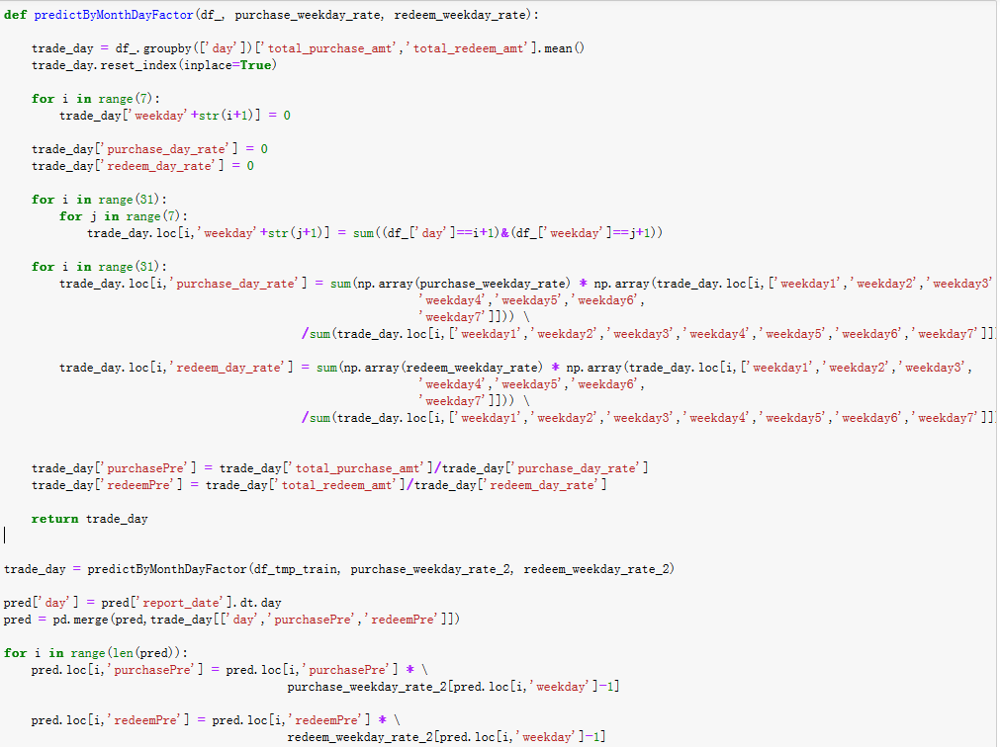 def predictByMonthDayFactor(df_, purchase_weekday_rate, redeem_weekday_rate):
    trade_day = df_.groupby(['day'])['total_purchase_amt','total_redeem_amt'].mean()
    trade_day.reset_index(inplace=True)
    for i in range(7):
        trade_day['weekday'+str(i+1)] = 0
    trade_day['purchase_day_rate'] = 0
    trade_day['redeem_day_rate'] = 0
    for i in range(31):
        for j in range(7):
            trade_day.loc[i,'weekday'+str(j+1)] = sum((df_['day']==i+1)&(df_['weekday']==j+1))
    for i in range(31):
        trade_day.loc[i,'purchase_day_rate'] = sum(np.array(purchase_weekday_rate) * np.array(trade_day.loc[i,['weekday1','weekday2','weekday3'
                                                            'weekday4','weekday5','weekday6',
                                                            'weekday7']])) \
                                           /sum(trade_day.loc[i,['weekday1','weekday2','weekday3','weekday4','weekday5','weekday6','weekday7']]
        trade_day.loc[i,'redeem_day_rate'] = sum(np.array(redeem_weekday_rate) * np.array(trade_day.loc[i,['weekday1','weekday2','weekday3',
                                                            'weekday4','weekday5','weekday6',
                                                            'weekday7']])) \
                                           /sum(trade_day.loc[i,['weekday1','weekday2','weekday3','weekday4','weekday5','weekday6','weekday7']]
    trade_day['purchasePre'] = trade_day['total_purchase_amt']/trade_day['purchase_day_rate']
    trade_day['redeemPre'] = trade_day['total_redeem_amt']/trade_day['redeem_day_rate']
    return trade_day
trade_day = predictByMonthDayFactor(df_tmp_train, purchase_weekday_rate_2, redeem_weekday_rate_2)
pred['day'] = pred['report_date'].dt.day
pred = pd.merge(pred,trade_day[['day','purchasePre','redeemPre']])
for i in range(len(pred)):
    pred.loc[i,'purchasePre'] = pred.loc[i,'purchasePre'] * \
                                         purchase_weekday_rate_2[pred.loc[i,'weekday']-1]
    pred.loc[i,'redeemPre'] = pred.loc[i,'redeemPre'] * \
                                         redeem_weekday_rate_2[pred.loc[i,'weekday']-1]